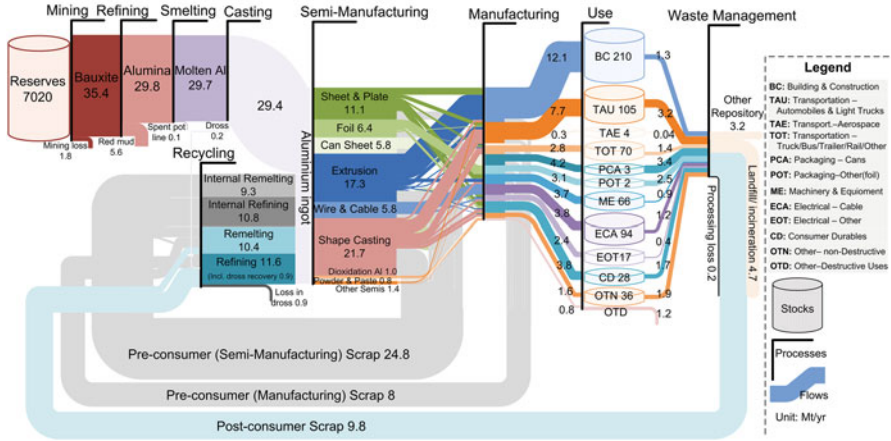 Mining Refining Smelting Casting
Semi-Manufacturing
Manufacturing
Use
Waste Management
Reserves
7020
Bauxite
35.4
Alumina
29.8
Molten Al
29.7
29.4
Mining loss
1.8
Red mud
5.6
Spent pot
line 0.1
Dross
0.2
Recycling
Internal Remelting
9.3
Internal Refining
10.8
Remelting
10.4
Refining 11.6
(Incl. dross recovery 0.9)
Loss in
dross 0.9
Aluminium ingot
Sheet & Plate
11.1
Foil 6.4
Can Sheet 5.8
Extrusion
17.3
Wire & Cable 5.8
Shape Casting
21.7
Dioxidation Al 1.0
Powder & Paste 0.8
Other Semis 1.4
12.1
7.7
0.3
2.8
4.2
3.1
3.7
3.8
2.4
3.8
1.6
0.8
BC 210
TAU 105
TAE 4
TOT 70
PCA 3
POT 2
ME 66
ECA 94
EOT17
CD 28
OTN 36
OTD
1.3
3.2
0.04
1.4
3.4
2.5
0.9
1.2
0.4
1.7
1.9
1.2
Other
Repository
3.2
Processing loss 0.2
Landfill/ incineration 4.7
Pre-consumer (Semi-Manufacturing) Scrap 24.8
Pre-consumer (Manufacturing) Scrap 8
Post-consumer Scrap 9.8
Legend
BC: Building & Construction
TAU: Transportation –
Automobiles & Light Trucks
TAE: Transport–Aerospace
TOT: Transportation –
Truck/Bus/Trailer/Rail/Other
PCA: Packaging – Cans
POT: Packaging–Other(foil)
ME: Machinery & Equioment
ECA: Electrical – Cable
EOT: Electrical – Other
CD: Consumer Durables
OTN: Other– non-Destructive
OTD: Other–Destructive Uses
Stocks
Processes
Flows
Unit: Mt/yr